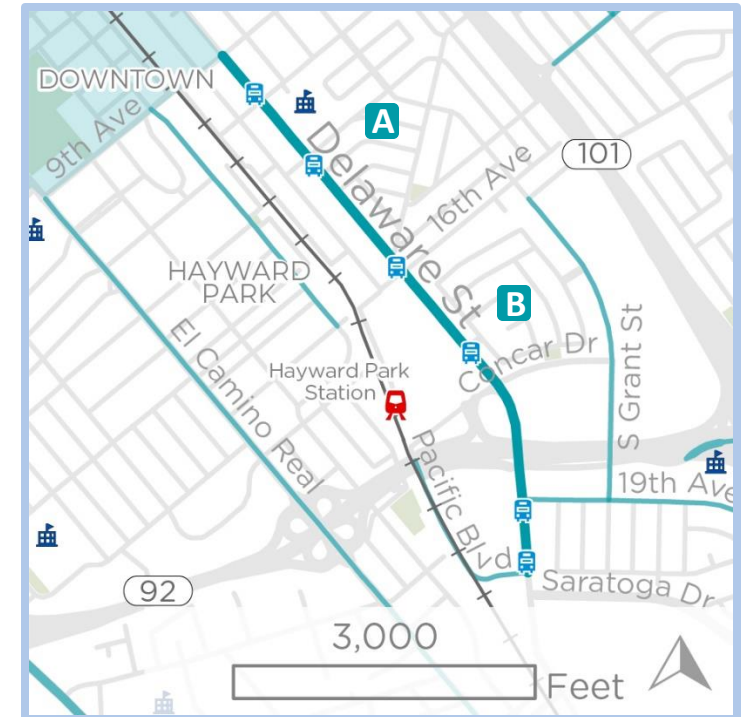 DOWNTOWN
9th Ave
A
Delaware St
101
16th Ave
HAYWARD
PARK
B
El Camino Real
Hayward Park
Station
Concar Dr
S Grant St
Pacific Blvd
19th Ave
92
Saratoga Dr
3,000
Feet